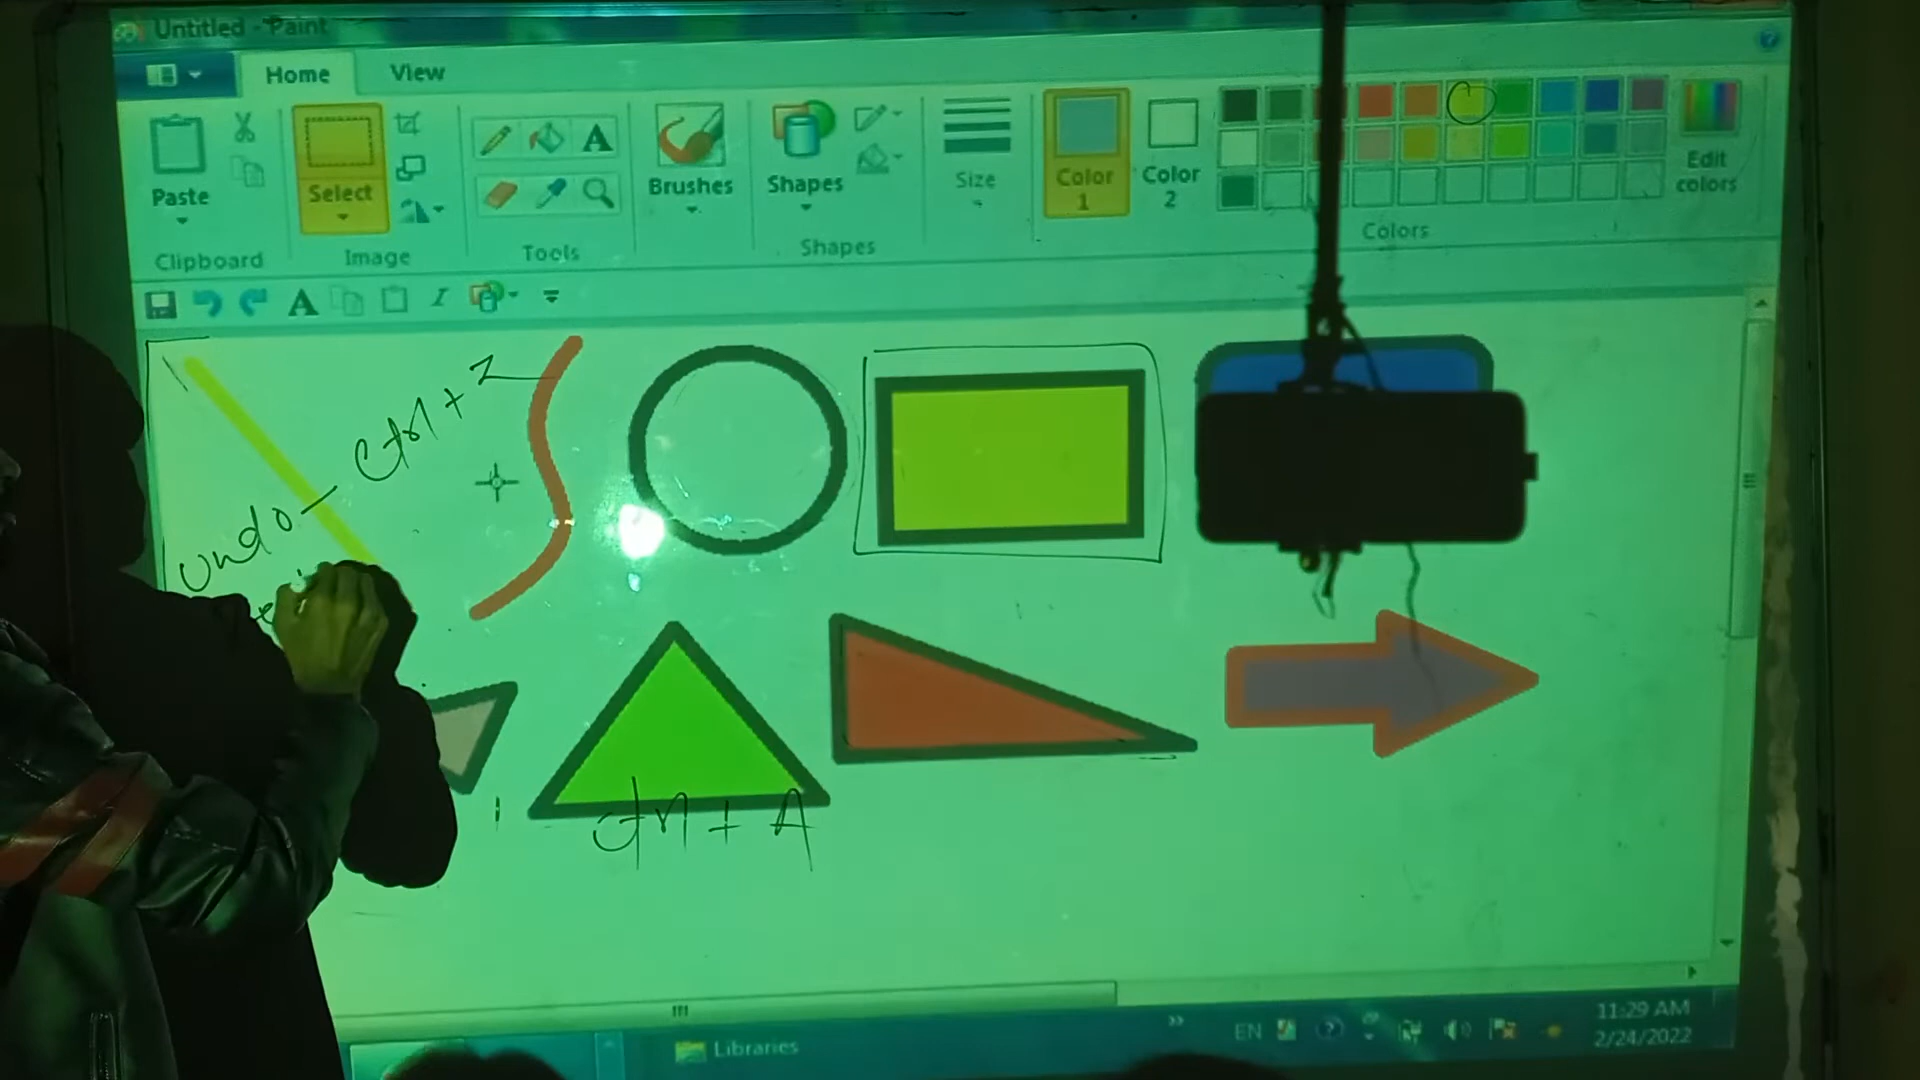 Untitled - Paint
Home View
Paste
Select
Brushes
Shapes
Size
Color 1
Color 2
Edit colors
Clipboard
Image
Tools
Shapes
Colors
undo - Ctrl + Z
Ctrl + A
Libraries
EN
11:29 AM
2/24/2022